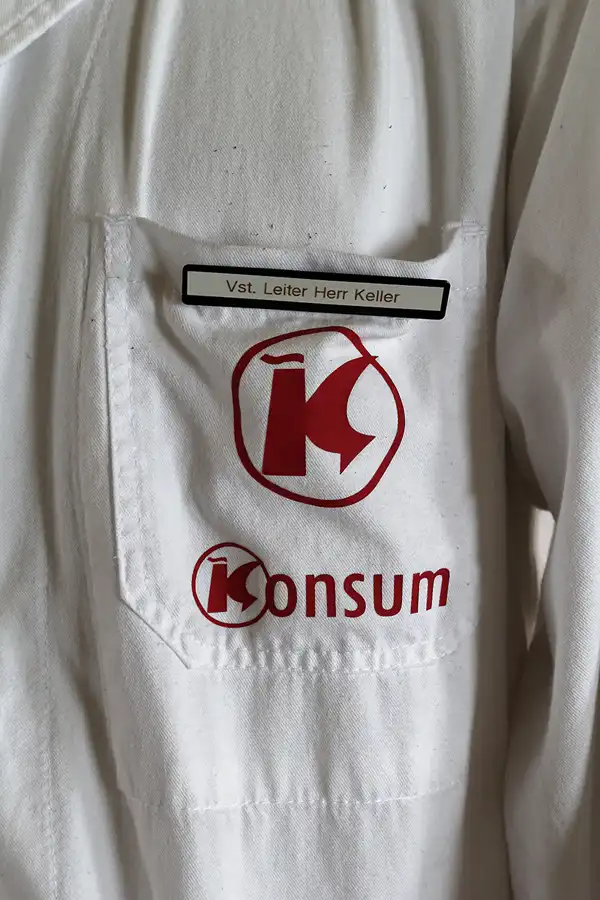 Vst. Leiter Herr Keller
K
Konsum